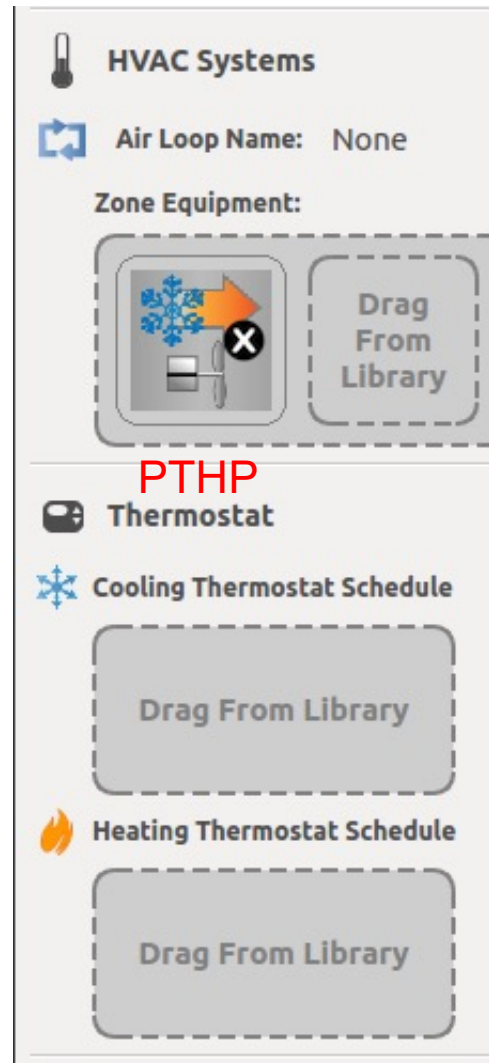 HVAC Systems
Air Loop Name: None
Zone Equipment:
Drag
From
Library
PTHP
Thermostat
Cooling Thermostat Schedule
Drag From Library
Heating Thermostat Schedule
Drag From Library